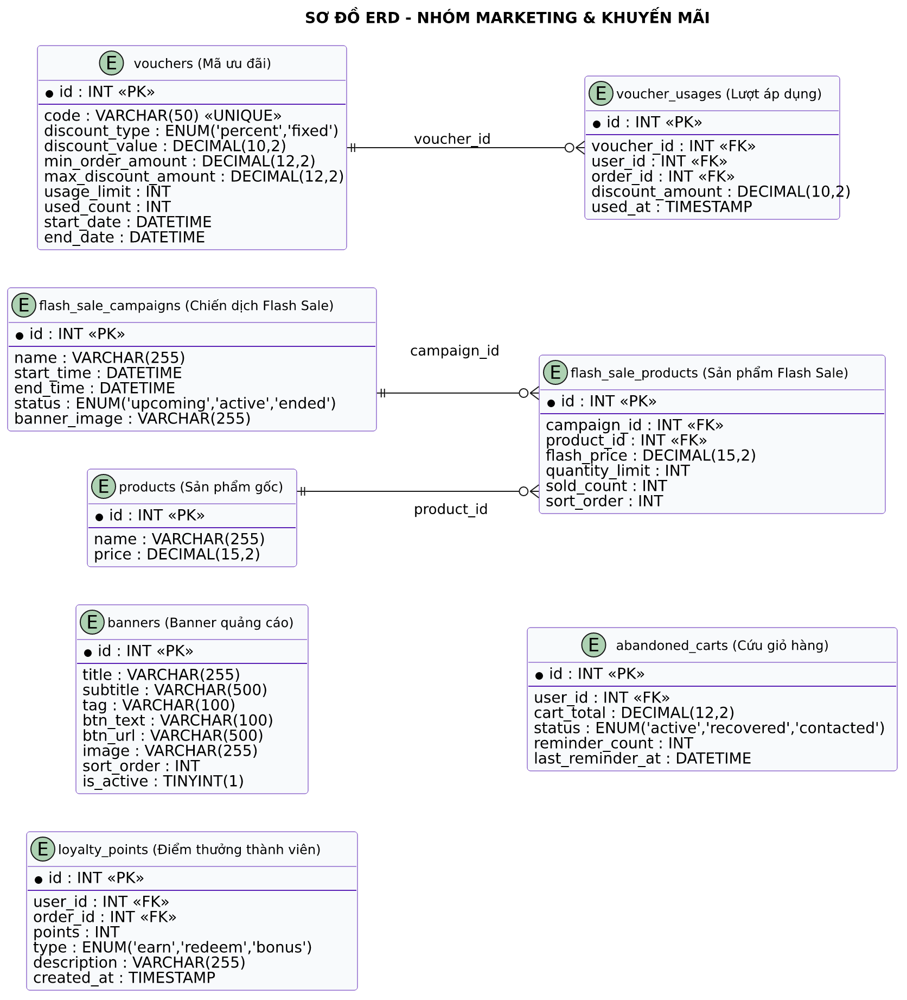 SƠ ĐỒ ERD - NHÓM MARKETING & KHUYẾN MÃI
E vouchers (Mã ưu đãi)
id : INT «PK»
code : VARCHAR(50) «UNIQUE»
discount_type : ENUM('percent','fixed')
discount_value : DECIMAL(10,2)
min_order_amount : DECIMAL(12,2)
max_discount_amount : DECIMAL(12,2)
usage_limit : INT
used_count : INT
start_date : DATETIME
end_date : DATETIME
voucher_id
E voucher_usages (Lượt áp dụng)
id : INT «PK»
voucher_id : INT «FK»
user_id : INT «FK»
order_id : INT «FK»
discount_amount : DECIMAL(10,2)
used_at : TIMESTAMP
E flash_sale_campaigns (Chiến dịch Flash Sale)
id : INT «PK»
name : VARCHAR(255)
start_time : DATETIME
end_time : DATETIME
status : ENUM('upcoming','active','ended')
banner_image : VARCHAR(255)
campaign_id
E flash_sale_products (Sản phẩm Flash Sale)
id : INT «PK»
campaign_id : INT «FK»
product_id : INT «FK»
flash_price : DECIMAL(15,2)
quantity_limit : INT
sold_count : INT
sort_order : INT
E products (Sản phẩm gốc)
id : INT «PK»
name : VARCHAR(255)
price : DECIMAL(15,2)
product_id
E banners (Banner quảng cáo)
id : INT «PK»
title : VARCHAR(255)
subtitle : VARCHAR(500)
tag : VARCHAR(100)
btn_text : VARCHAR(100)
btn_url : VARCHAR(500)
image : VARCHAR(255)
sort_order : INT
is_active : TINYINT(1)
E abandoned_carts (Cứu giỏ hàng)
id : INT «PK»
user_id : INT «FK»
cart_total : DECIMAL(12,2)
status : ENUM('active','recovered','contacted')
reminder_count : INT
last_reminder_at : DATETIME
E loyalty_points (Điểm thưởng thành viên)
id : INT «PK»
user_id : INT «FK»
order_id : INT «FK»
points : INT
type : ENUM('earn','redeem','bonus')
description : VARCHAR(255)
created_at : TIMESTAMP